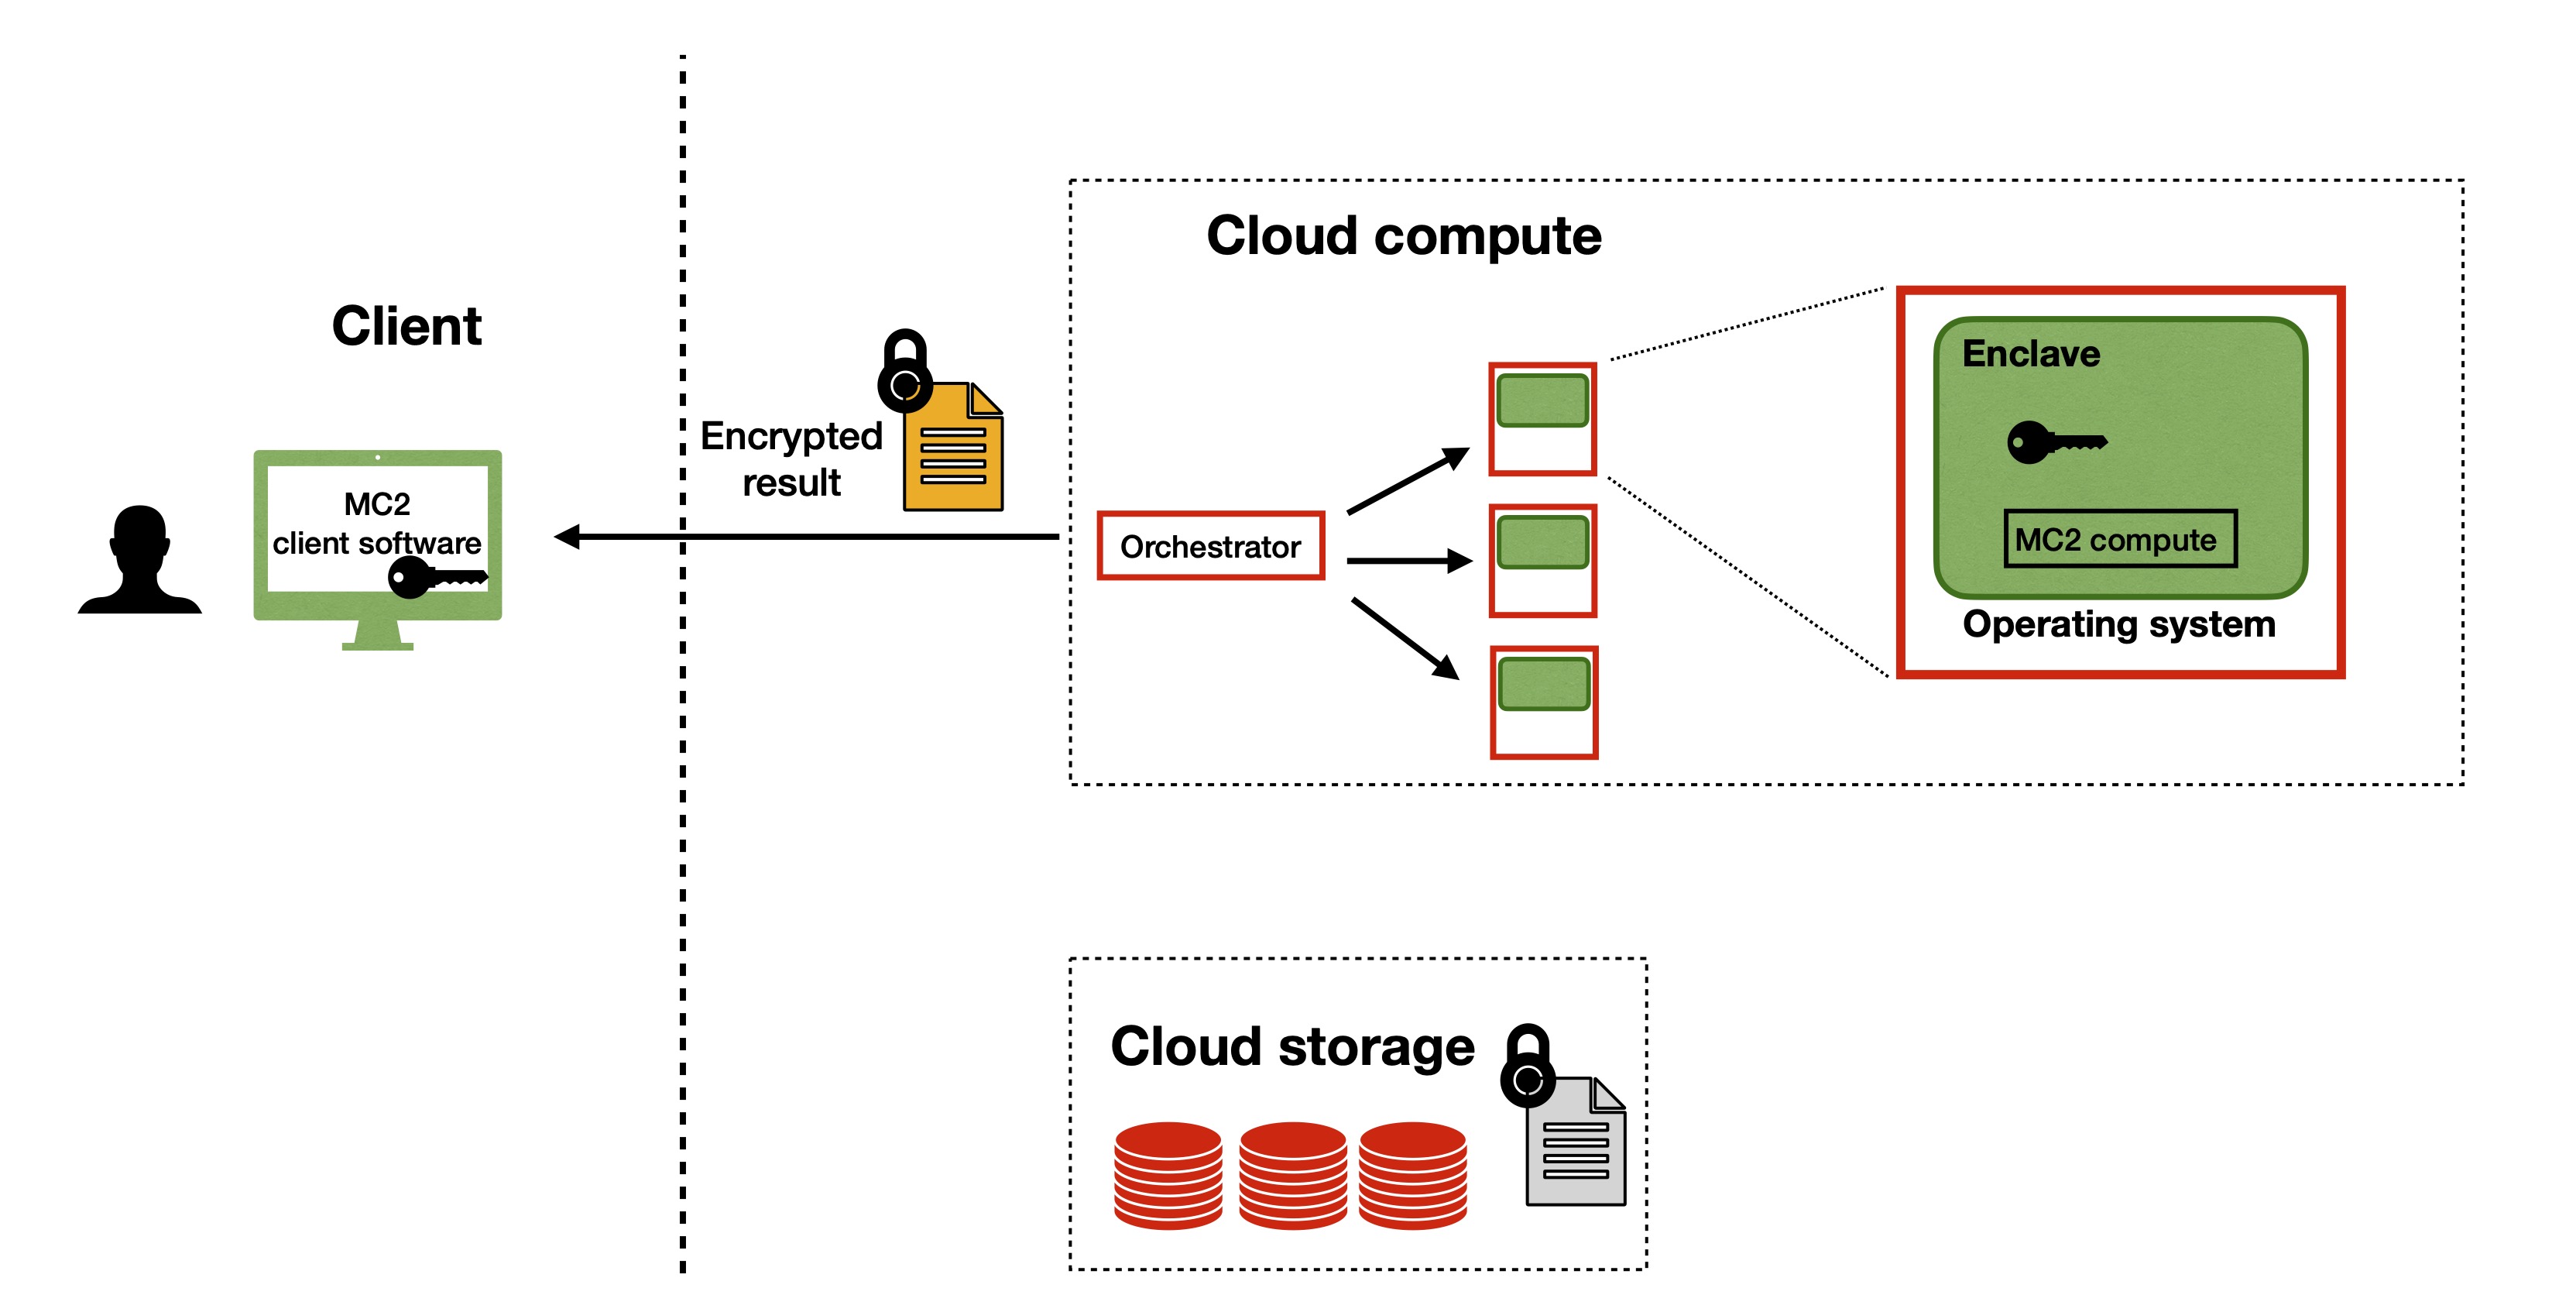 Client
MC2
client software
Encrypted
result
Cloud compute
Orchestrator
Enclave
MC2 compute
Operating system
Cloud storage